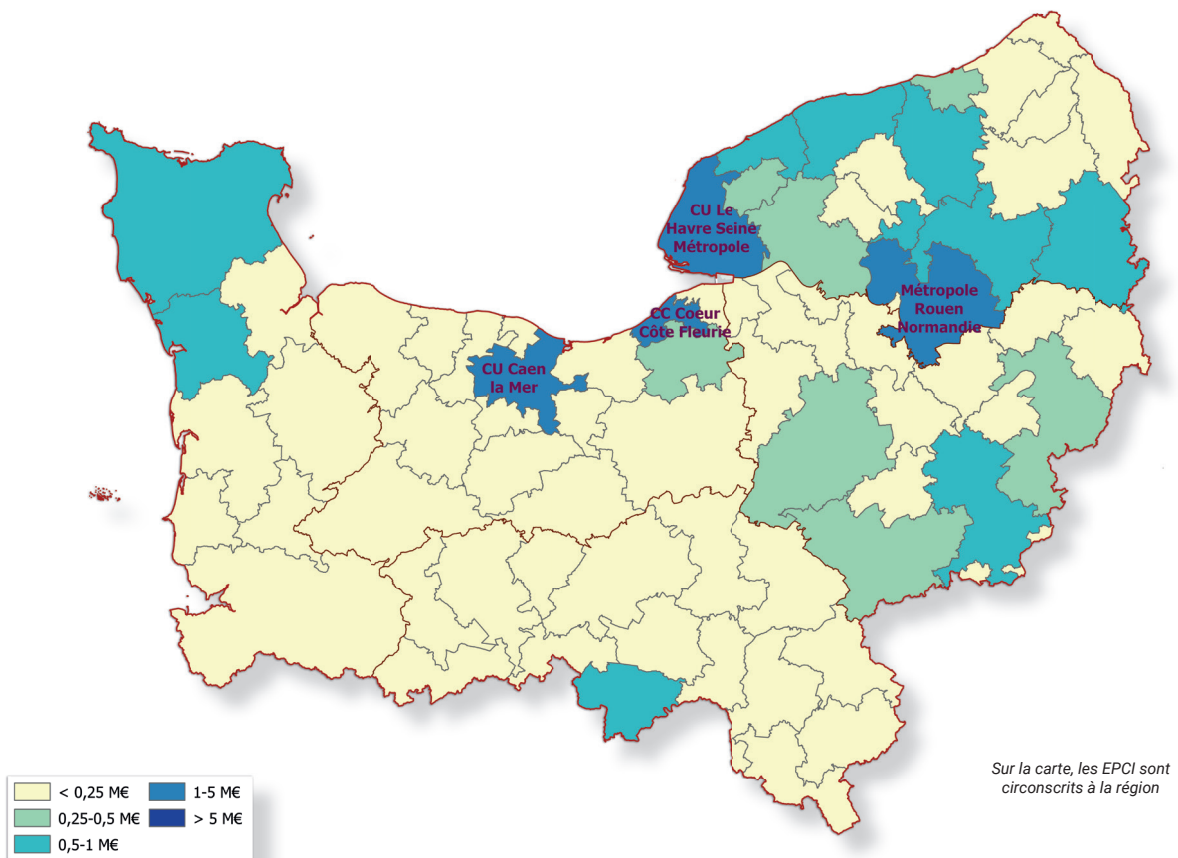 CU Le
Havre Seine
Métropole
CC Coeur
Côte Fleurie
Métropole
Rouen
Normandie
CU Caen
la Mer
Sur la carte, les EPCI sont
circonscrits à la région
< 0,25 M€
1-5 M€
0,25-0,5 M€
> 5 M€
0,5-1 M€